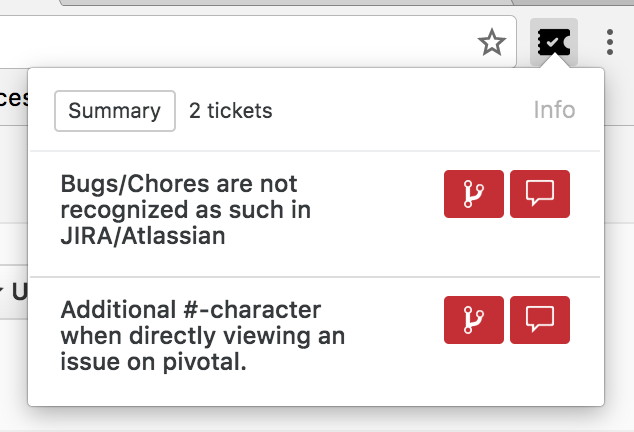 ces
Summary 2 tickets Info
Bugs/Chores are not
recognized as such in
JIRA/Atlassian
U
Additional #-character
when directly viewing an
issue on pivotal.